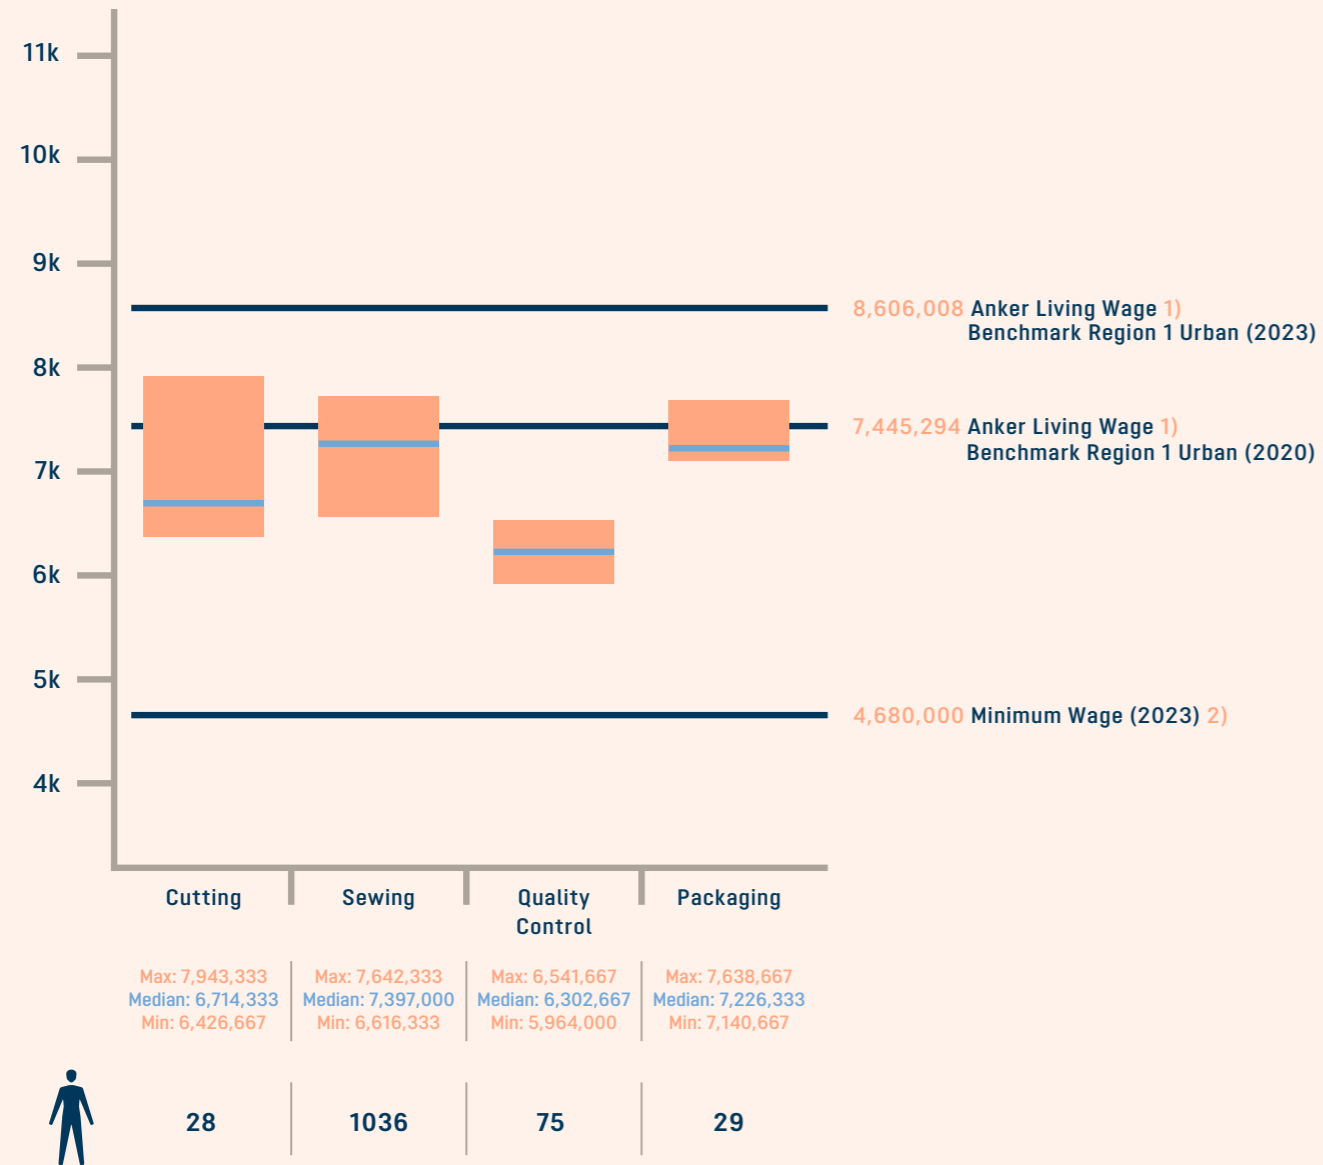 11k
10k
9k
8k
7k
6k
5k
4k
8,606,008 Anker Living Wage 1)
Benchmark Region 1 Urban (2023)
7,445,294 Anker Living Wage 1)
Benchmark Region 1 Urban (2020)
4,680,000 Minimum Wage (2023) 2)
Cutting
Sewing
Quality
Control
Packaging
Max: 7,943,333
Median: 6,714,333
Min: 6,426,667
Max: 7,642,333
Median: 7,397,000
Min: 6,616,333
Max: 6,541,667
Median: 6,302,667
Min: 5,964,000
Max: 7,638,667
Median: 7,226,333
Min: 7,140,667
28
1036
75
29